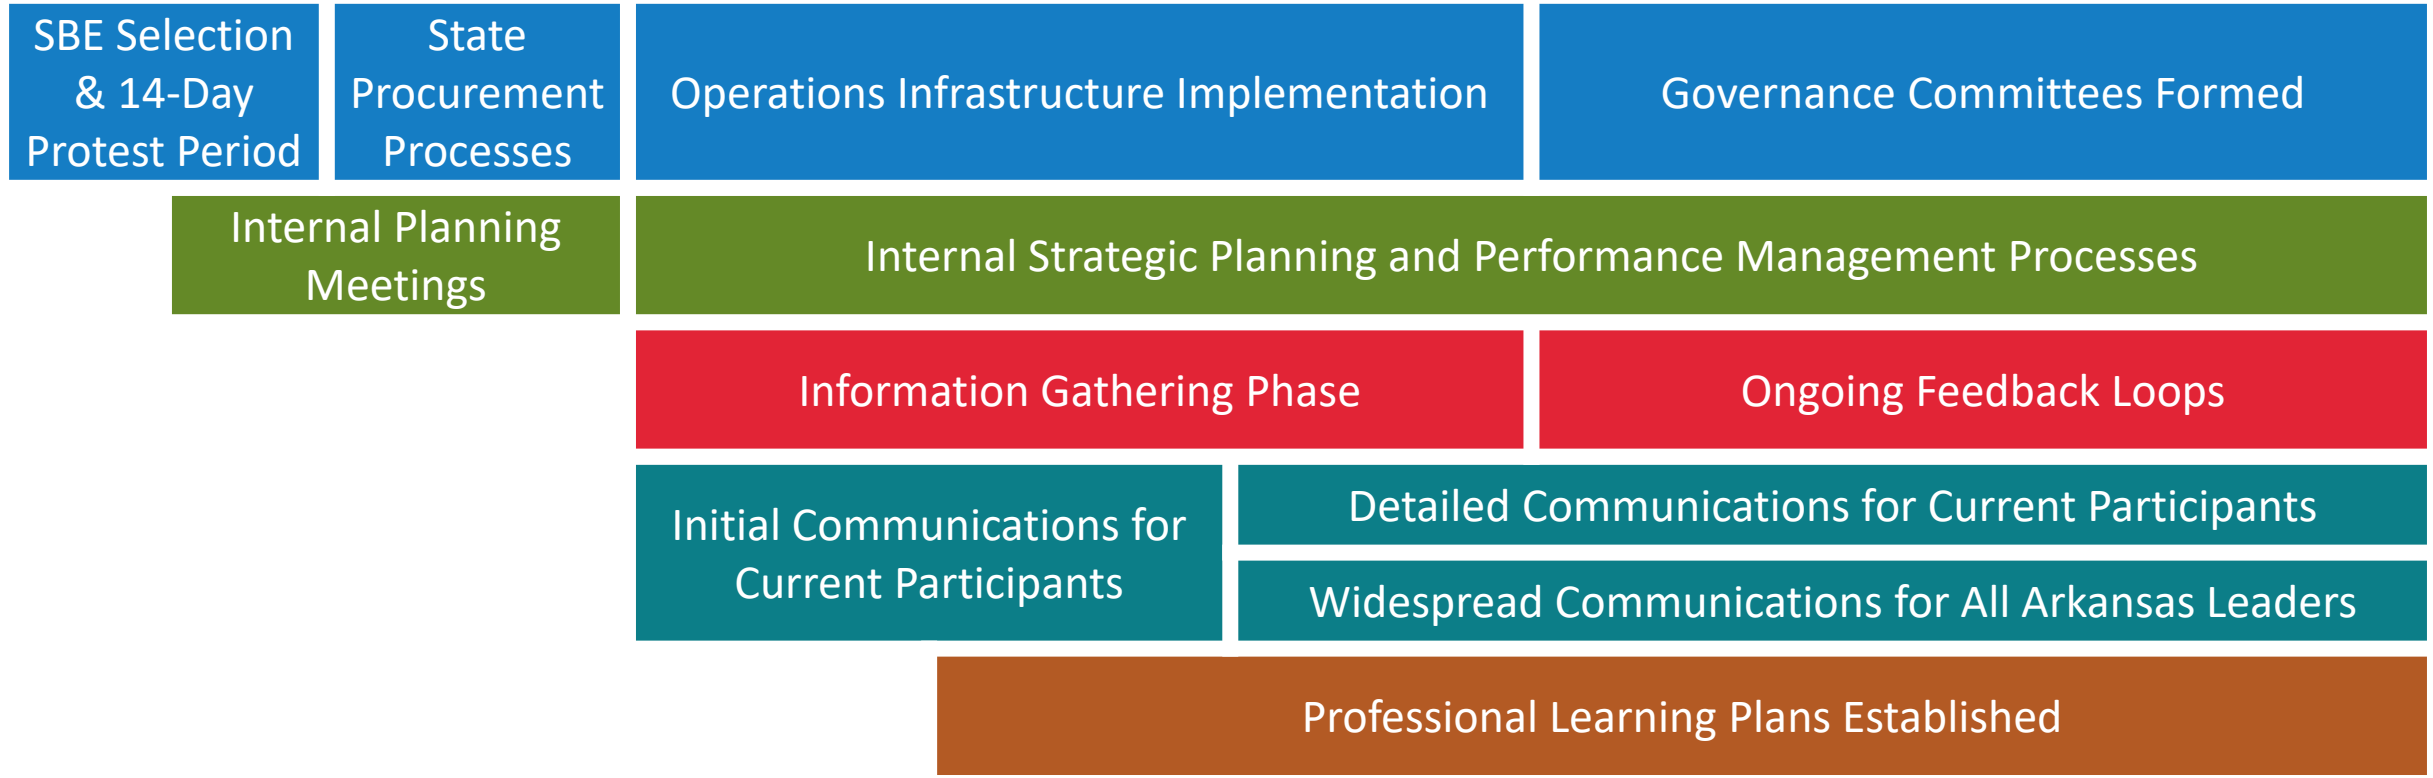 SBE Selection
& 14-Day
Protest Period
State
Procurement
Processes
Operations Infrastructure Implementation
Governance Committees Formed
Internal Planning
Meetings
Internal Strategic Planning and Performance Management Processes
Information Gathering Phase
Ongoing Feedback Loops
Initial Communications for
Current Participants
Detailed Communications for Current Participants
Widespread Communications for All Arkansas Leaders
Professional Learning Plans Established